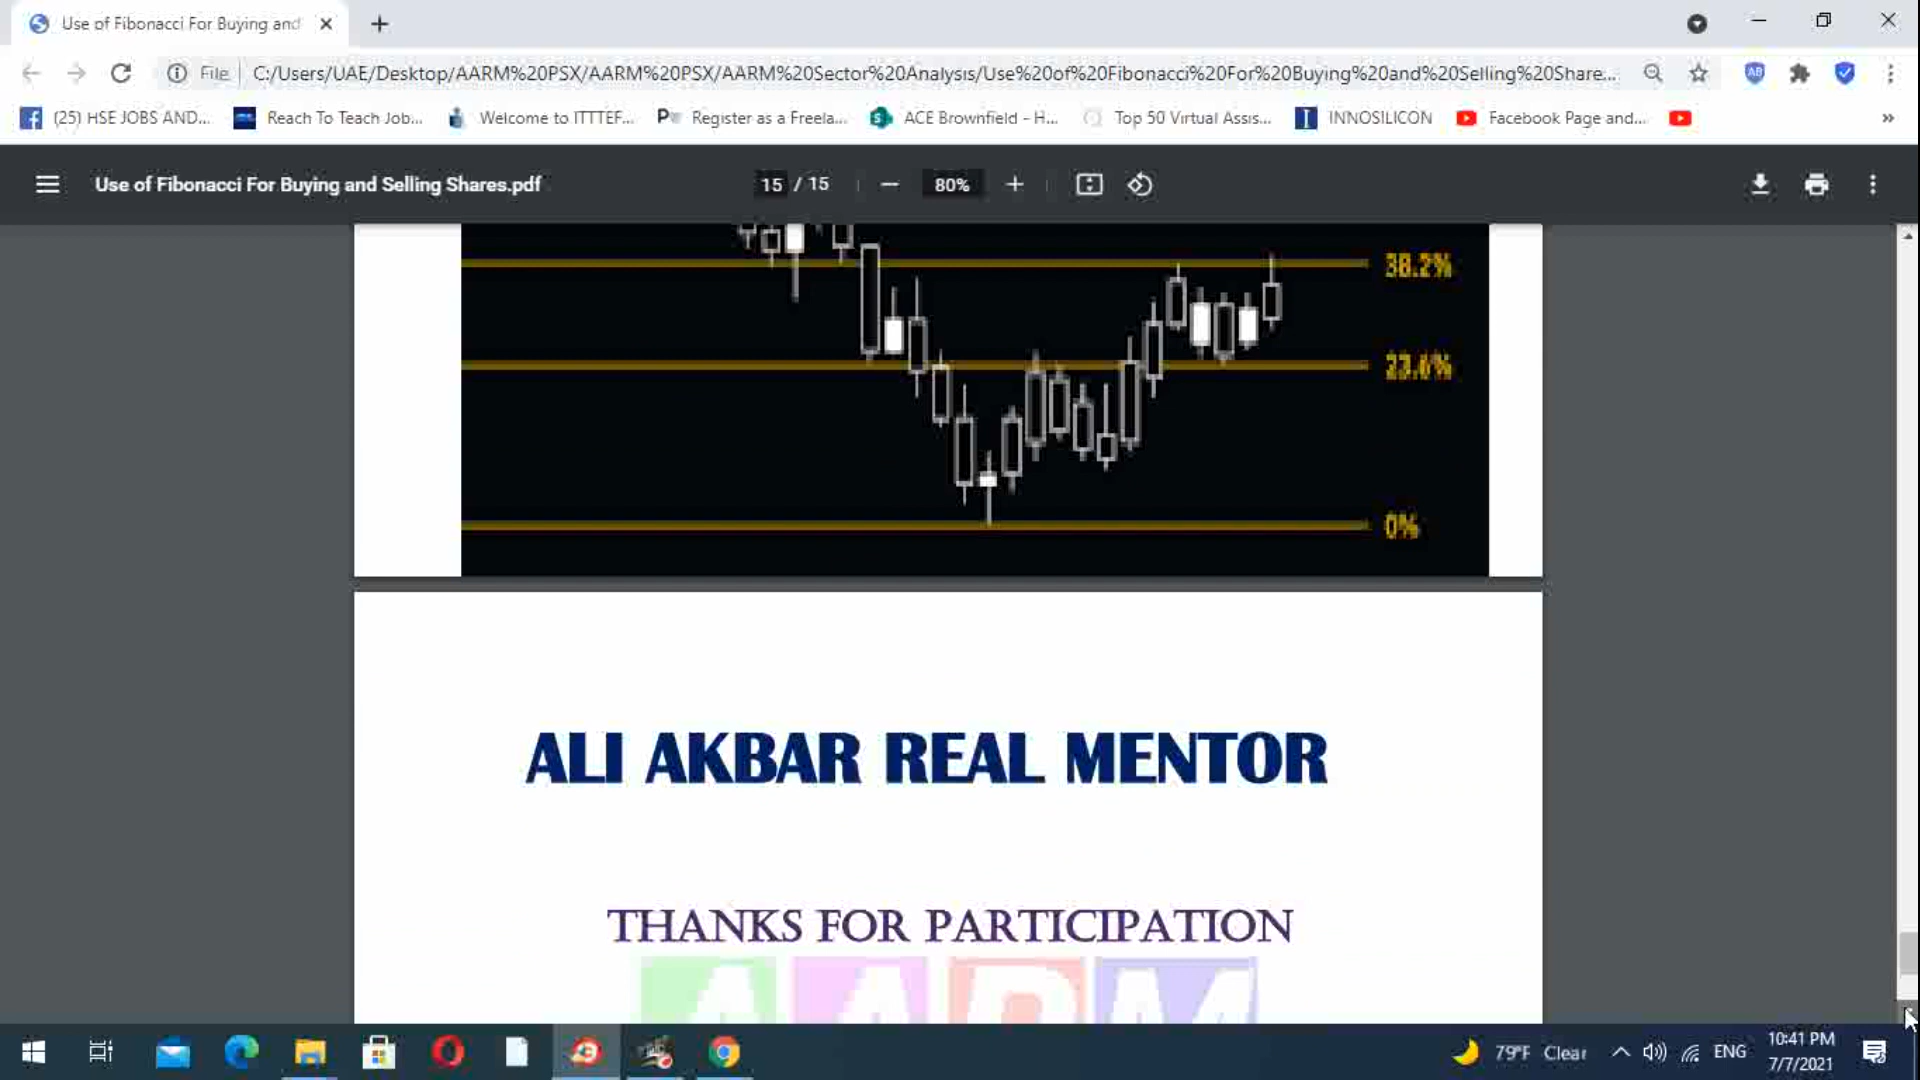 Use of Fibonacci For Buying and
File
C:/Users/UAE/Desktop/AARM%20PSX/AARM%20PSX/AARM%20Sector%20Analysis/Use%20of%20Fibonacci%20For%20Buying%20and%20Selling%20Share...
(25) HSE JOBS AND...
Reach To Teach Job...
Welcome to ITTTEF...
Register as a Freela...
ACE Brownfield - H...
Top 50 Virtual Assis...
INNOSILICON
Facebook Page and...
Use of Fibonacci For Buying and Selling Shares.pdf
15 / 15
80%
38.2%
23.6%
0%
ALI AKBAR REAL MENTOR
THANKS FOR PARTICIPATION
AARM
79°F Clear
ENG
10:41 PM
7/7/2021